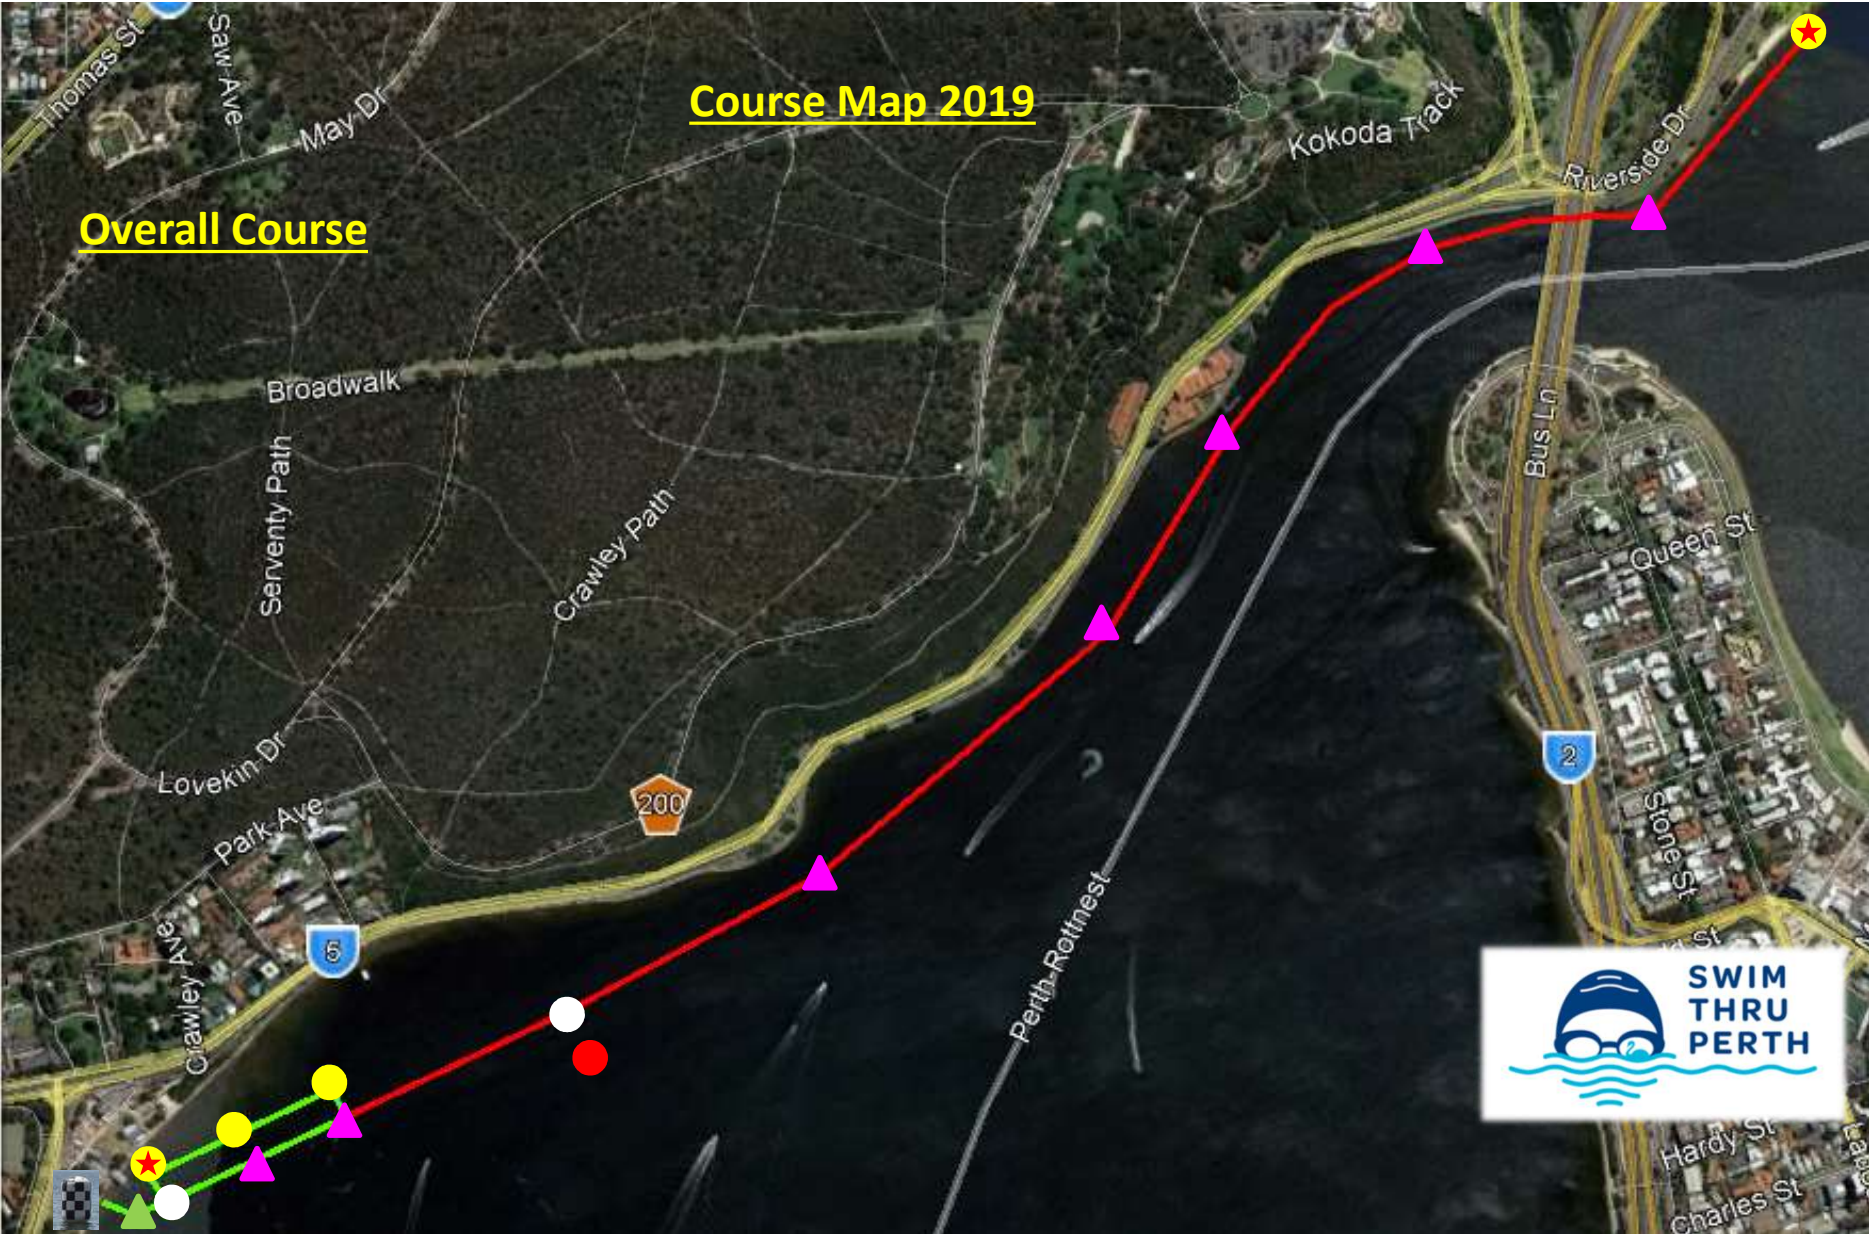 Thomas St
Saw Ave
May Dr
Course Map 2019
Kokoda Track
Riverside Dr
Overall Course
Broadwalk
Seventy Path
Crawley Path
Bus Ln
Queen St
Lovekin Dr
Park Ave
200
2
Stone St
5
Crawley Ave
Perth-Rottnest
SWIM
THRU
PERTH
Hardy St
Charles St